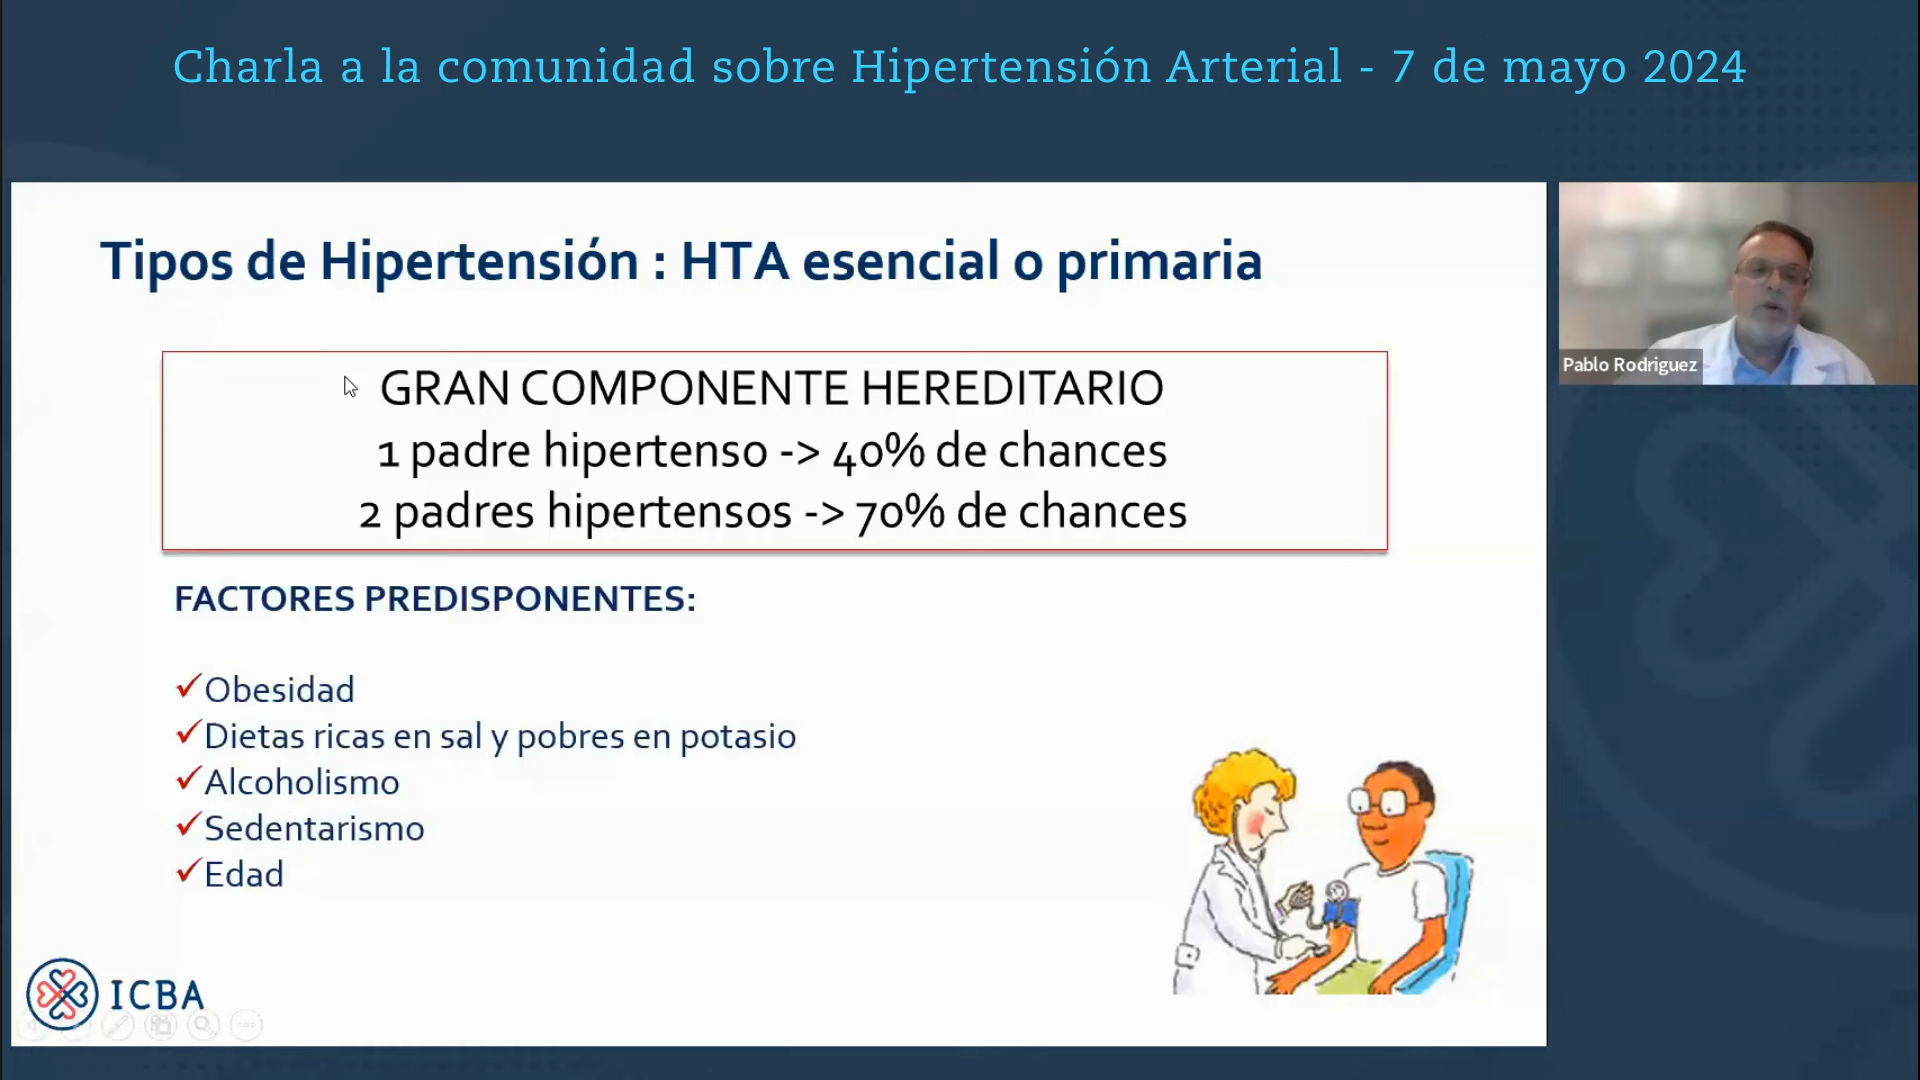 Charla a la comunidad sobre Hipertensión Arterial - 7 de mayo 2024
Tipos de Hipertensión : HTA esencial o primaria
GRAN COMPONENTE HEREDITARIO
1 padre hipertenso -> 40% de chances
2 padres hipertensos -> 70% de chances
FACTORES PREDISPONENTES:
✓Obesidad
✓Dietas ricas en sal y pobres en potasio
✓Alcoholismo
✓Sedentarismo
✓Edad
ICBA
Pablo Rodriguez